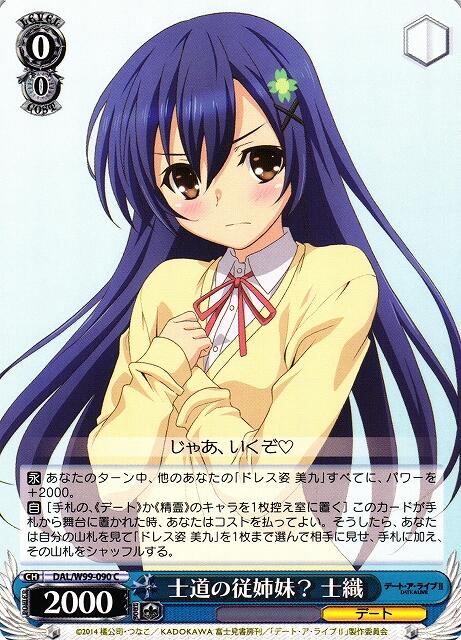 LEVEL
0
0
COST
じゃあ、いくぞ♡
永 あなたのターン中、他のあなたの「ドレス姿 美九」すべてに、パワーを
+2000。
自 [手札の、《デート》か《精霊》のキャラを1枚控え室に置く] このカードが手
札から舞台に置かれた時、あなたはコストを払ってよい。そうしたら、あなた
は自分の山札を見て「ドレス姿 美九」を1枚まで選んで相手に見せ、手札に加え、
その山札をシャッフルする。
CH DAL/W99-090 C
士道の従姉妹? 士織
デート・ア・ライブⅡ
DATE A LIVE
POWER
2000
SOUL
デート
©2014 橘公司・つなこ/KADOKAWA 富士見書房刊/「デート・ア・ライブⅡ」製作委員会